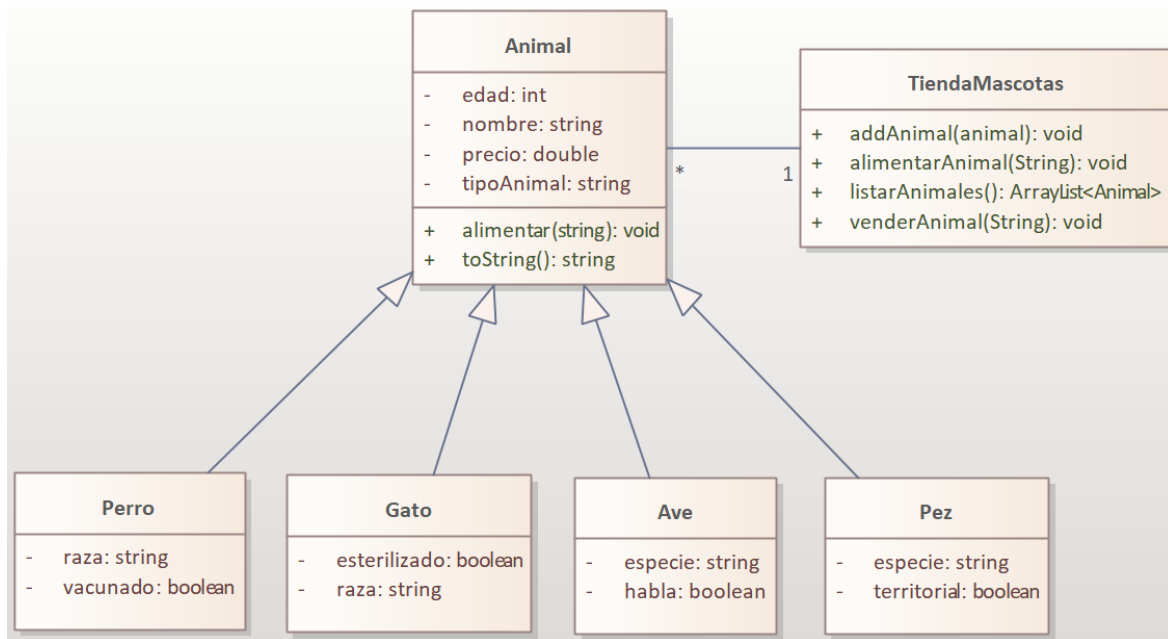 Animal
- edad: int
- nombre: string
- precio: double
- tipoAnimal: string
+ alimentar(string): void
+ toString(): string
TiendaMascotas
+ addAnimal(animal): void
+ alimentarAnimal(String): void
+ listarAnimales(): ArrayList<Animal>
+ venderAnimal(String): void
* 1
Perro
- raza: string
- vacunado: boolean
Gato
- esterilizado: boolean
- raza: string
Ave
- especie: string
- habla: boolean
Pez
- especie: string
- territorial: boolean